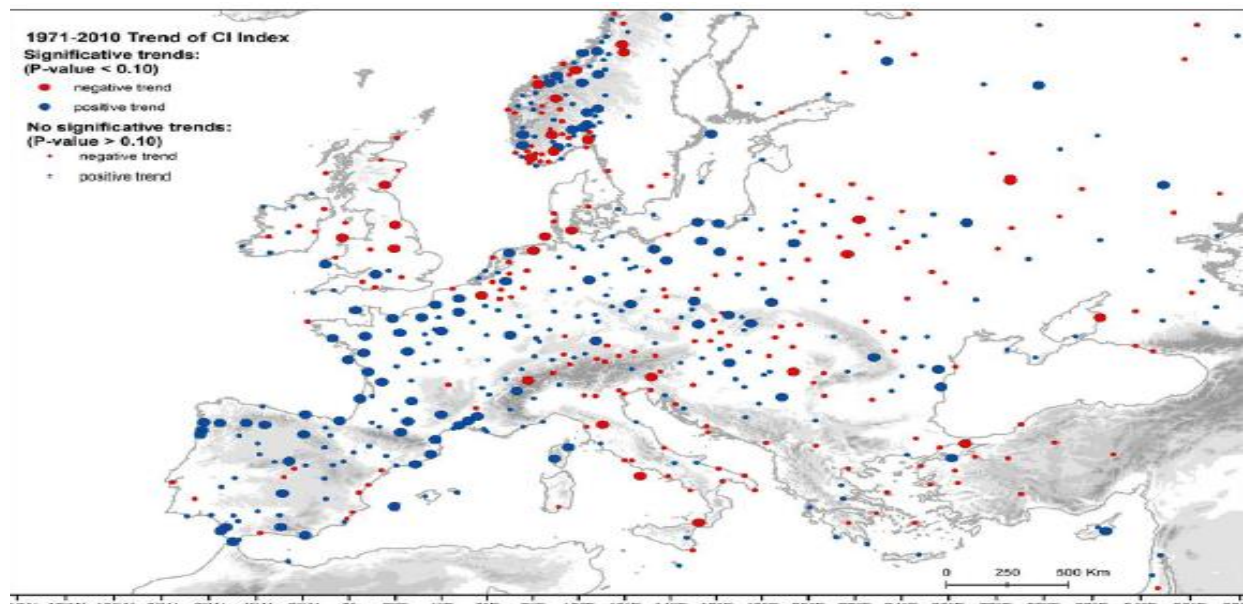 1971-2010 Trend of CI Index
Significative trends:
(P-value < 0.10)
negative trend
positive trend
No significative trends:
(P-value > 0.10)
negative trend
positive trend
0 250 500 Km